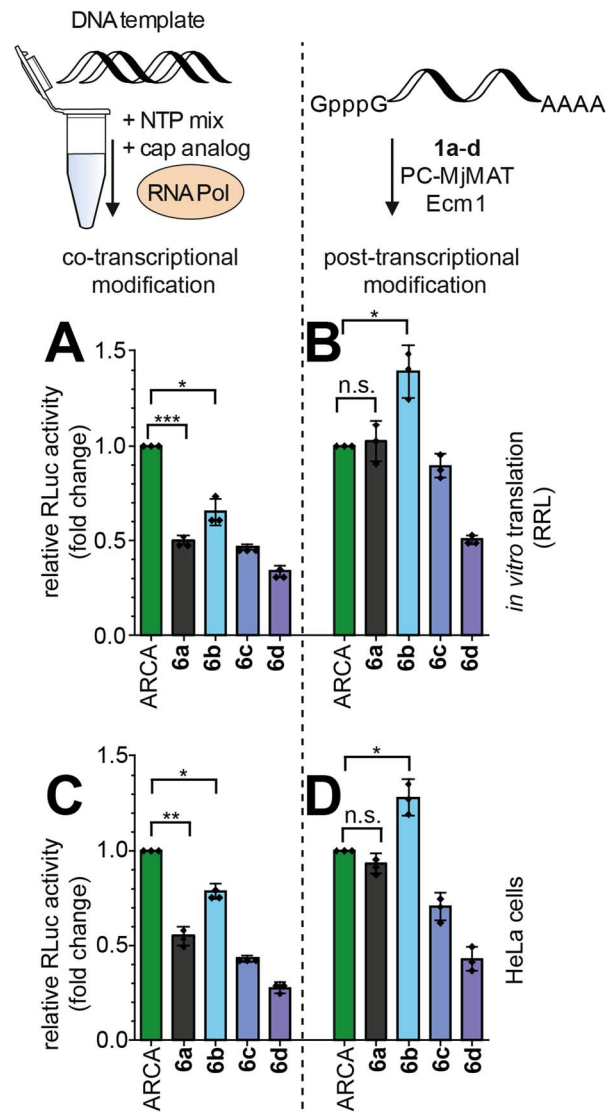 DNA template
+ NTP mix
+ cap analog
RNA Pol
co-transcriptional
modification
GpppG AAAA
1a-d
PC-MjMAT
Ecm1
post-transcriptional
modification
A
relative RLuc activity
(fold change)
1.5
1.0
0.5
0.0
***
*
ARCA 6a 6b 6c 6d
B
n.s.
*
ARCA 6a 6b 6c 6d
in vitro translation
(RRL)
C
relative RLuc activity
(fold change)
1.5
1.0
0.5
0.0
**
*
ARCA 6a 6b 6c 6d
D
n.s.
*
ARCA 6a 6b 6c 6d
HeLa cells